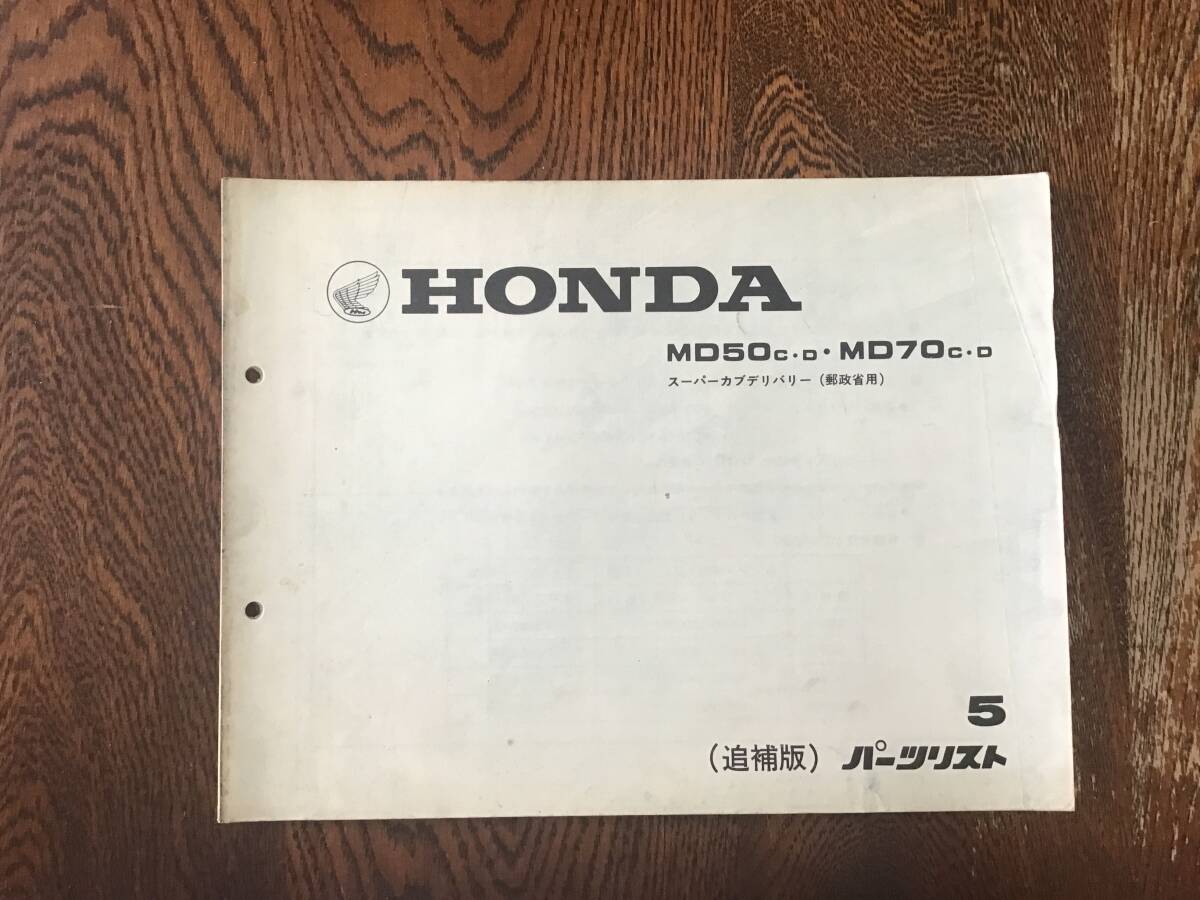 HONDA
MD50C・D・MD70C・D
スーパーカブデリバリー（郵政省用）
5
（追補版）パーツリスト